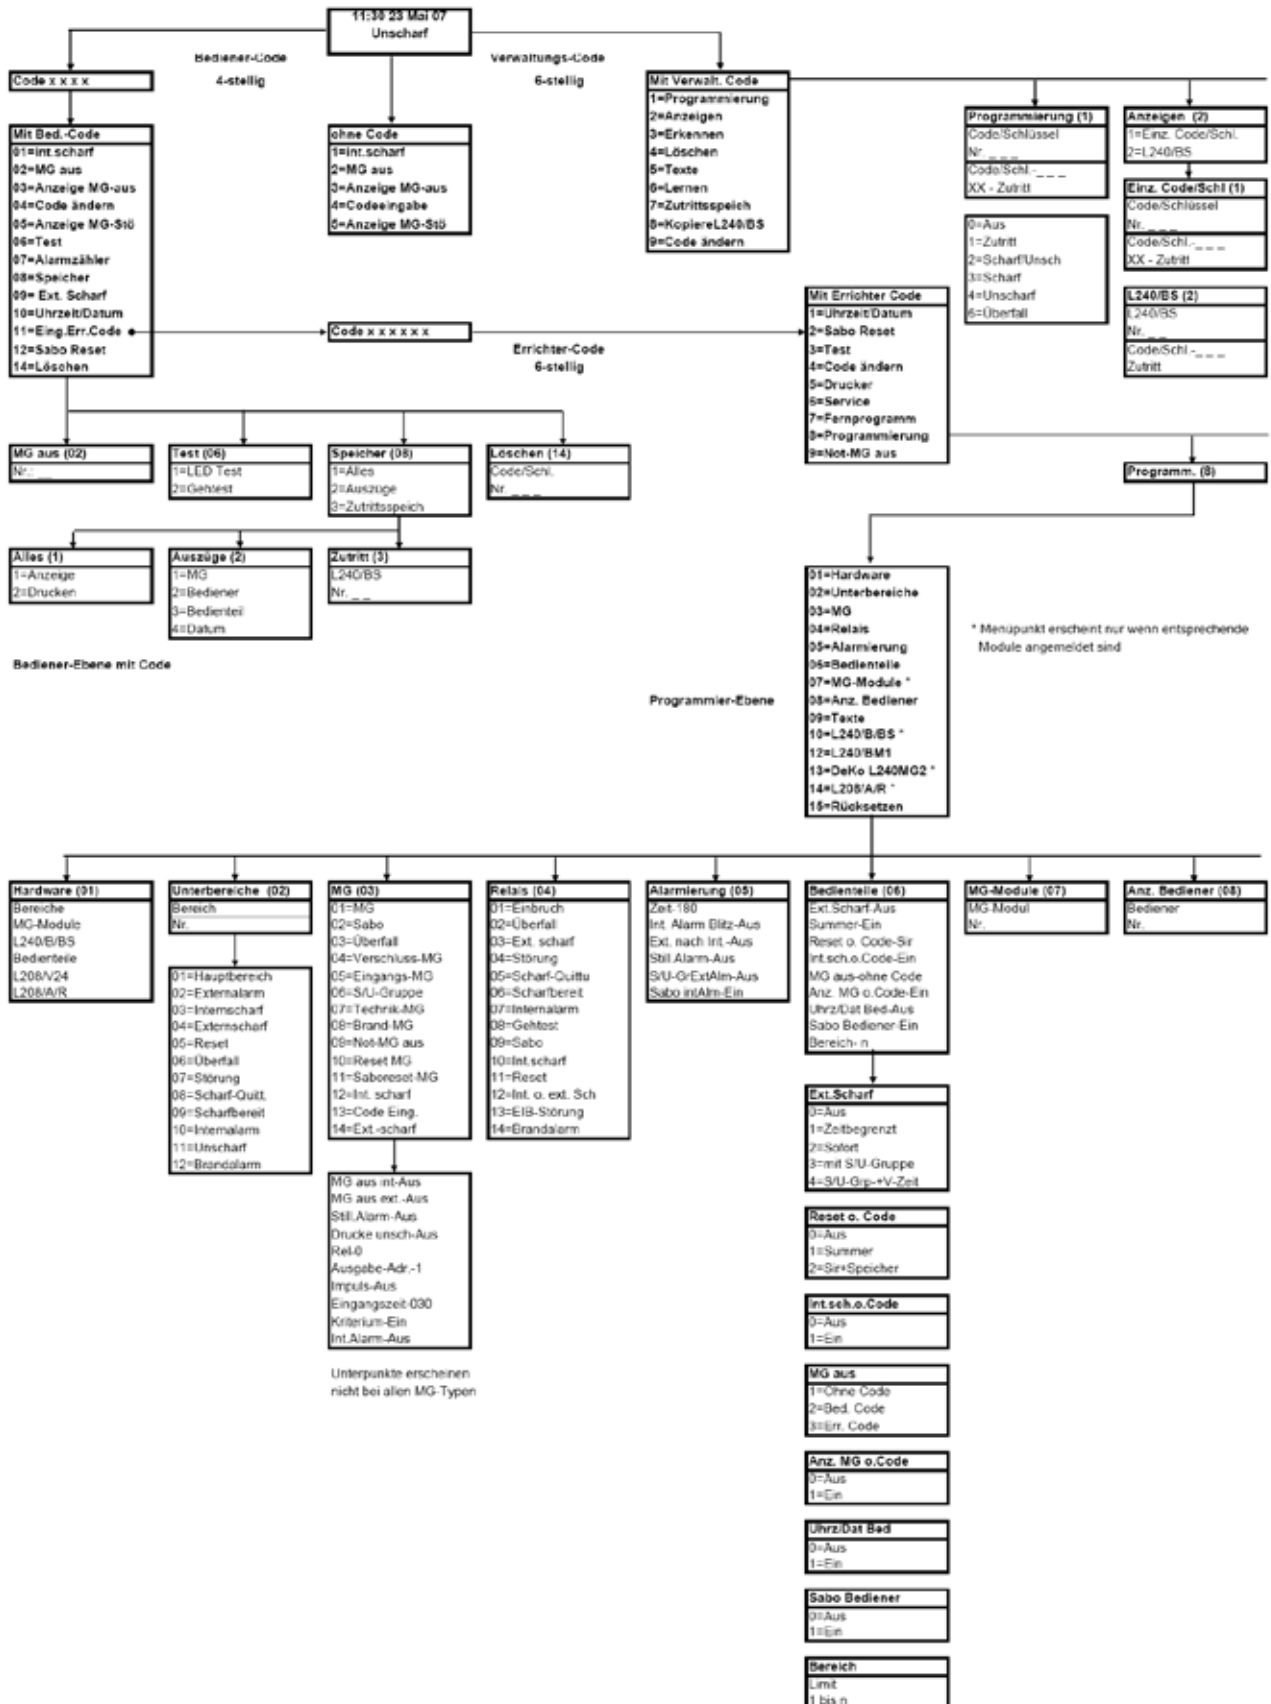 11:30 23 Mai 07
Unscharf
Bediener-Code
4-stellig
Verwaltungs-Code
6-stellig
Code x x x x
Mit Bed.-Code
01=Int.scharf
02=MG aus
03=Anzeige MG-aus
04=Code ändern
05=Anzeige MG-Stö
06=Test
07=Alarmzähler
08=Speicher
09= Ext. Scharf
10=Uhrzeit/Datum
11=Eing.Err.Code
12=Sabo Reset
14=Löschen
ohne Code
1=Int.scharf
2=MG aus
3=Anzeige MG-aus
4=Codeeingabe
5=Anzeige MG-Stö
Mit Verwalt. Code
1=Programmierung
2=Anzeigen
3=Erkennen
4=Löschen
5=Texte
6=Lernen
7=Zutrittsspeich
8=KopiereL240/BS
9=Code ändern
Programmierung (1)
Code/Schlüssel
Nr. _ _ _
Code/Schl.-_ _ _
XX - Zutritt
0=Aus
1=Zutritt
2=Scharf/Unsch
3=Scharf
4=Unscharf
6=Überfall
Anzeigen (2)
1=Einz. Code/Schl.
2=L240/BS
Einz. Code/Schl (1)
Code/Schlüssel
Nr. _ _ _
Code/Schl.-_ _ _
XX - Zutritt
L240/BS (2)
L240/BS
Nr. _ _
Code/Schl.-_ _ _
Zutritt
Code x x x x x x
Errichter-Code
6-stellig
Mit Errichter Code
1=Uhrzeit/Datum
2=Sabo Reset
3=Test
4=Code ändern
5=Drucker
6=Service
7=Fernprogramm
8=Programmierung
9=Not-MG aus
MG aus (02)
Nr.: _ _
Test (06)
1=LED Test
2=Gehtest
Speicher (08)
1=Alles
2=Auszüge
3=Zutrittsspeich
Löschen (14)
Code/Schl.
Nr. _ _ _
Programm. (8)
Alles (1)
1=Anzeige
2=Drucken
Auszüge (2)
1=MG
2=Bediener
3=Bedienteil
4=Datum
Zutritt (3)
L240/BS
Nr. _ _
Bediener-Ebene mit Code
Programmier-Ebene
01=Hardware
02=Unterbereiche
03=MG
04=Relais
05=Alarmierung
06=Bedienteile
07=MG-Module *
08=Anz. Bediener
09=Texte
10=L240/B/BS *
12=L240/BM1
13=DeKo L240MG2 *
14=L208/A/R *
15=Rücksetzen
* Menüpunkt erscheint nur wenn entsprechende
Module angemeldet sind
Hardware (01)
Bereiche
MG-Module
L240/B/BS
Bedienteile
L208/V24
L208/A/R
Unterbereiche (02)
Bereich
Nr.
01=Hauptbereich
02=Externalarm
03=Internscharf
04=Externscharf
05=Reset
06=Überfall
07=Störung
08=Scharf-Quitt.
09=Scharfbereit
10=Internalarm
11=Unscharf
12=Brandalarm
MG (03)
01=MG
02=Sabo
03=Überfall
04=Verschluss-MG
05=Eingangs-MG
06=S/U-Gruppe
07=Technik-MG
08=Brand-MG
09=Not-MG aus
10=Reset MG
11=Saboreset-MG
12=Int. scharf
13=Code Eing.
14=Ext.-scharf
MG aus int-Aus
MG aus ext.-Aus
Still.Alarm-Aus
Drucke unsch-Aus
Rel-0
Ausgabe-Adr.-1
Impuls-Aus
Eingangszeit-030
Kriterium-Ein
Int.Alarm-Aus
Unterpunkte erscheinen
nicht bei allen MG-Typen
Relais (04)
01=Einbruch
02=Überfall
03=Ext. scharf
04=Störung
05=Scharf-Quittu
06=Scharfbereit
07=Internalarm
08=Gehtest
09=Sabo
10=Int.scharf
11=Reset
12=Int. o. ext. Sch
13=EIB-Störung
14=Brandalarm
Alarmierung (05)
Zeit-180
Int. Alarm Blitz-Aus
Ext. nach Int.-Aus
Still.Alarm-Aus
S/U-GrExtAlm-Aus
Sabo intAlm-Ein
Bedienteile (06)
Ext.Scharf-Aus
Summer-Ein
Reset o. Code-Sir
Int.sch.o.Code-Ein
MG aus-ohne Code
Anz. MG o.Code-Ein
Uhrz/Dat Bed-Aus
Sabo Bediener-Ein
Bereich- n
Ext.Scharf
0=Aus
1=Zeitbegrenzt
2=Sofort
3=mit S/U-Gruppe
4=S/U-Grp-+V-Zeit
Reset o. Code
0=Aus
1=Summer
2=Sir+Speicher
Int.sch.o.Code
0=Aus
1=Ein
MG aus
1=Ohne Code
2=Bed. Code
3=Err. Code
Anz. MG o.Code
0=Aus
1=Ein
Uhrz/Dat Bed
0=Aus
1=Ein
Sabo Bediener
0=Aus
1=Ein
Bereich
Limit
1 bis n
MG-Module (07)
MG-Modul
Nr.
Anz. Bediener (08)
Bediener
Nr.